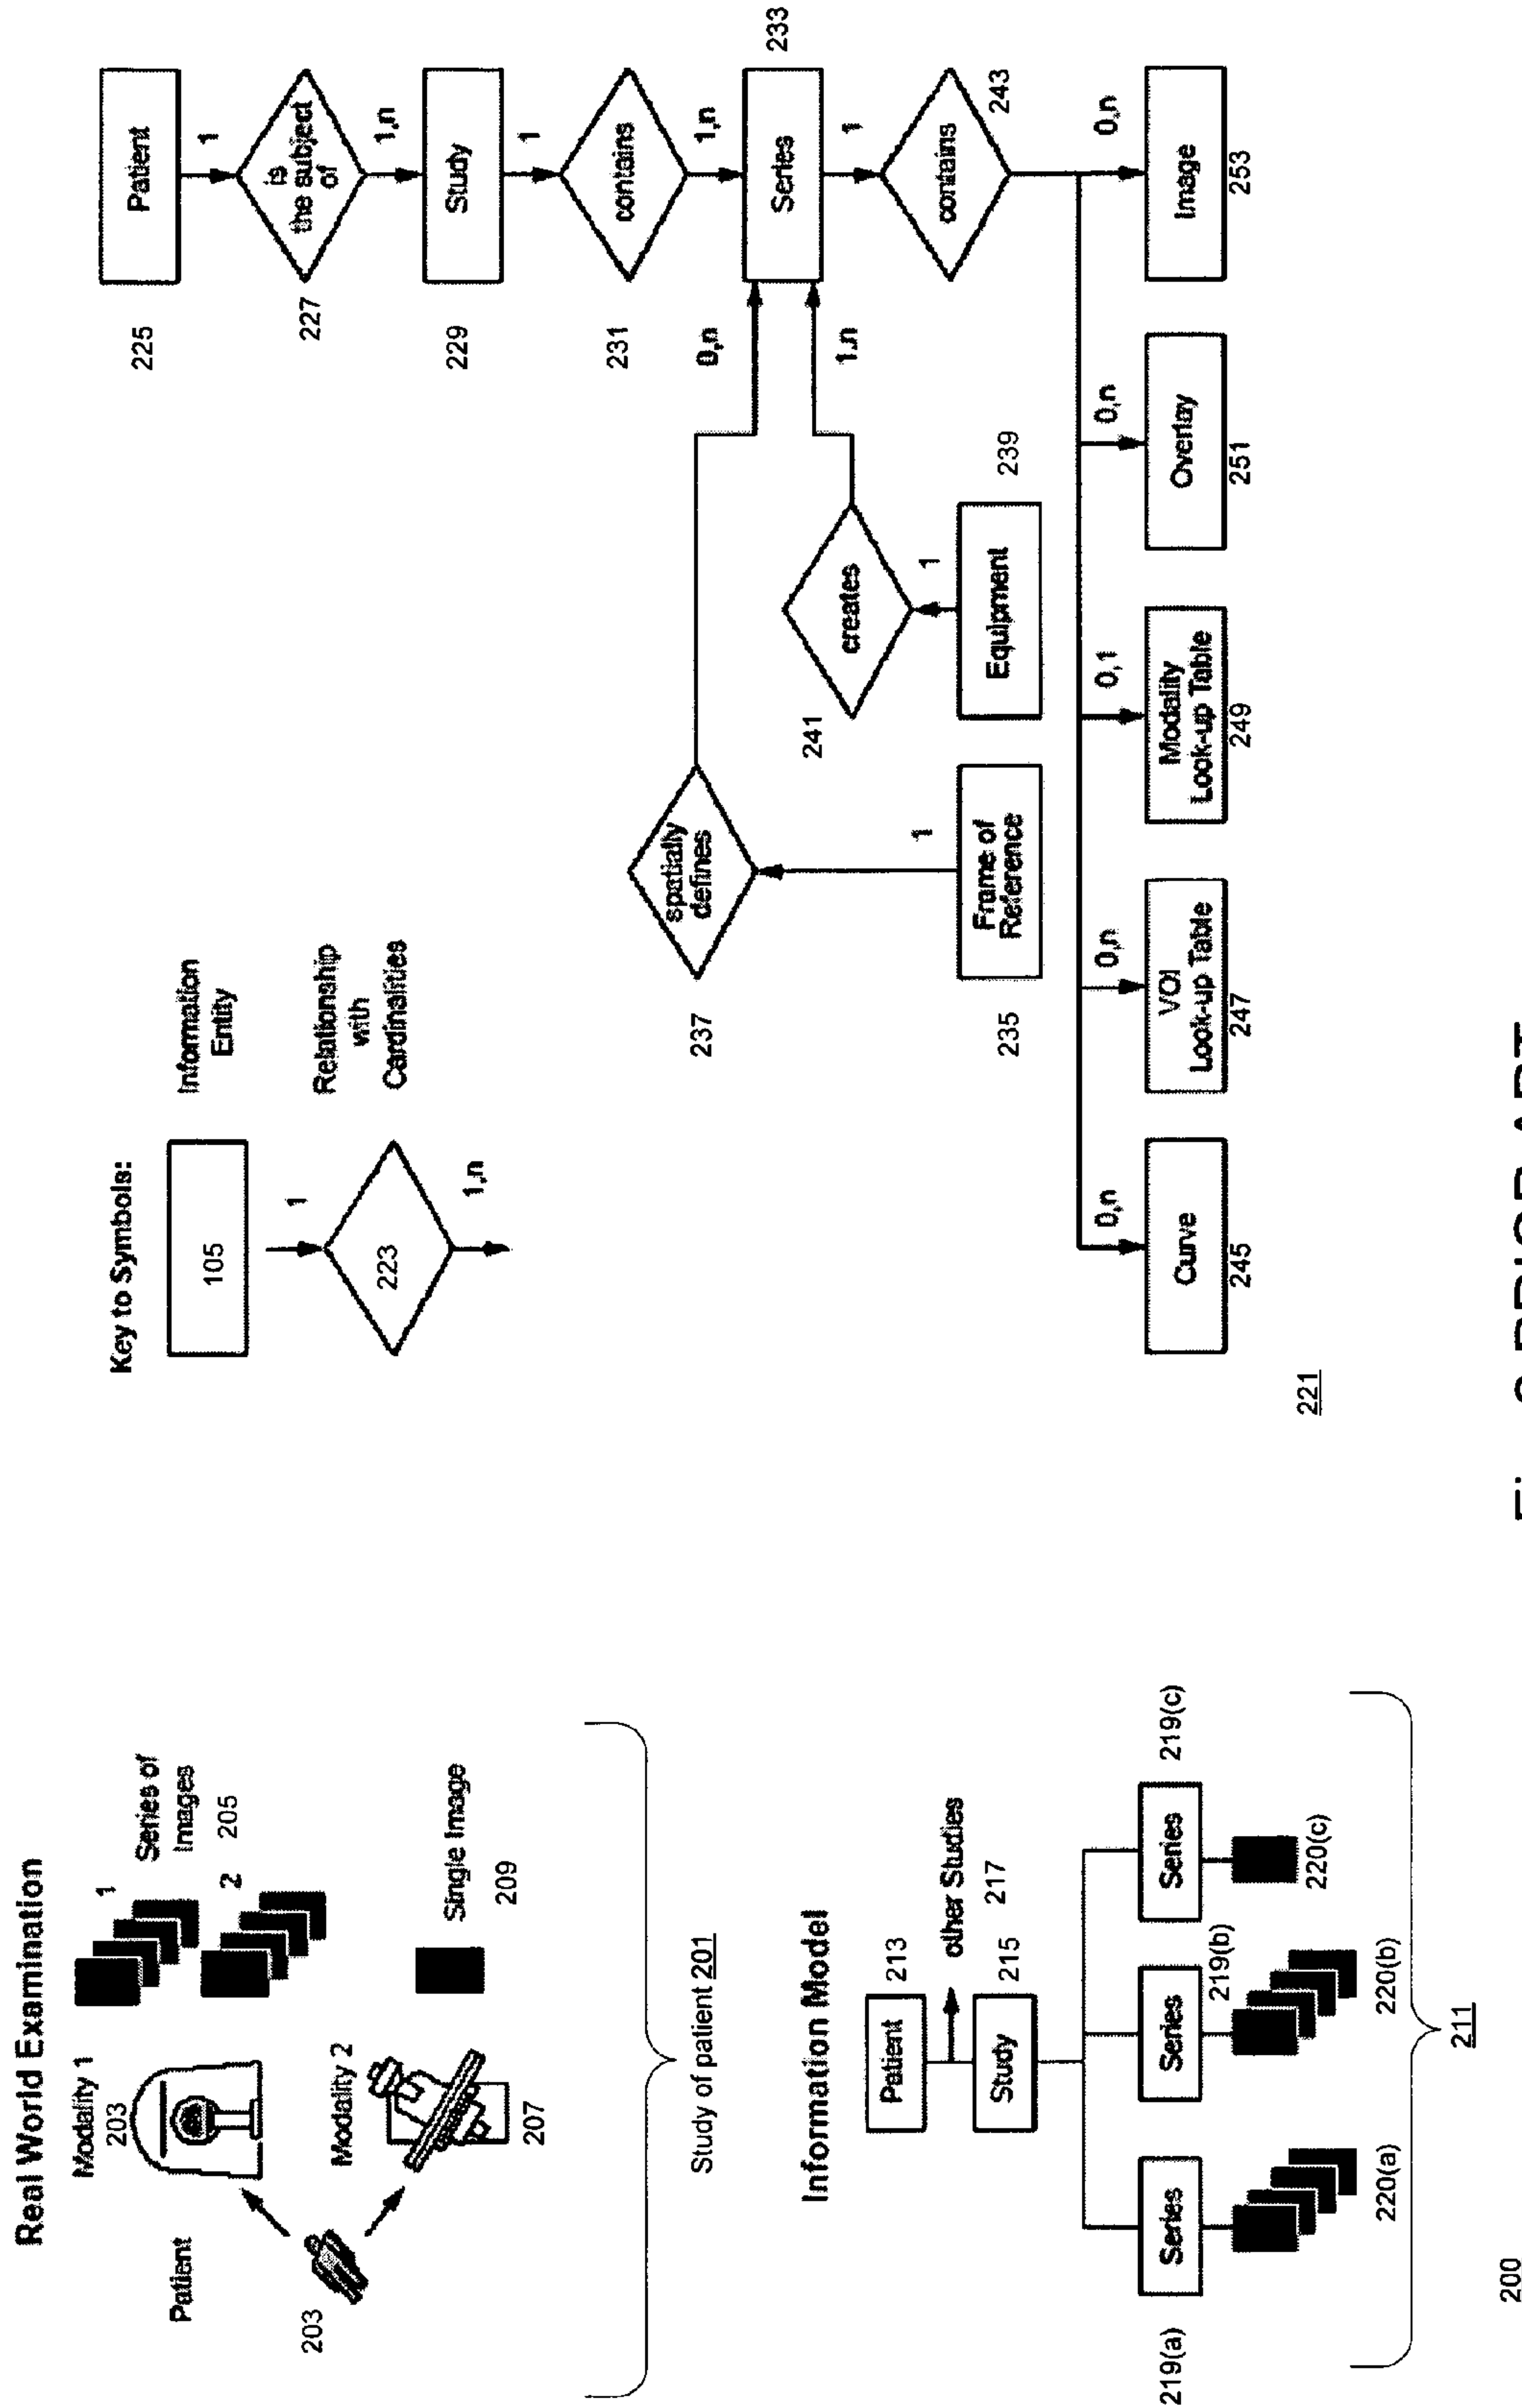 Real World Examination
Patient
203
Modality 1
203
Modality 2
207
1
2
Series of
Images
205
Single Image
209
Study of patient 201
Information Model
Patient
213
other Studies
217
Study
215
219(a)
Series
Series
219(b)
Series
219(c)
220(a)
220(b)
220(c)
211
200
Key to Symbols:
105
Information
Entity
1
223
1,n
Relationship
with
Cardinalities
Patient
225
1
is
the subject
of
227
1,n
Study
229
1
contains
231
1,n
Series
233
0,n
1,n
spatially
defines
237
1
Frame of
Reference
235
creates
241
1
Equipment
239
1
contains
243
0,n
Curve
245
0,n
VOI
Look-up Table
247
0,1
Modality
Look-up Table
249
0,n
Overlay
251
0,n
Image
253
221
PRIOR ART